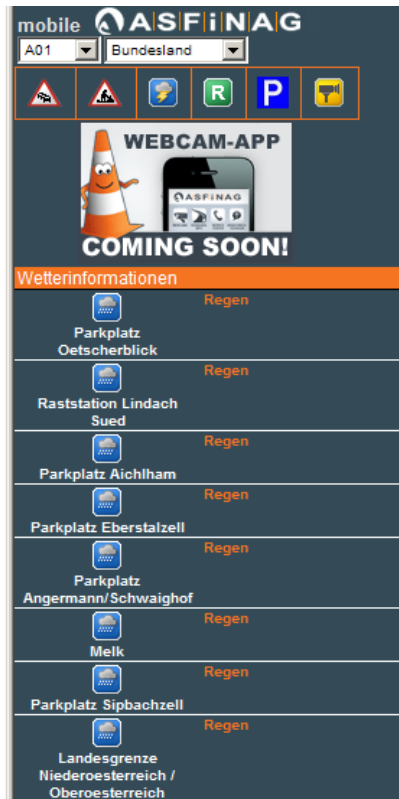 mobile ASFiNAG
A01 Bundesland
R P
WEBCAM-APP
ASFiNAG
COMING SOON!
Wetterinformationen
Regen
Parkplatz
Oetscherblick
Regen
Raststation Lindach
Sued
Regen
Parkplatz Aichlham
Regen
Parkplatz Eberstalzell
Regen
Parkplatz
Angermann/Schwaighof
Regen
Melk
Regen
Parkplatz Sipbachzell
Regen
Landesgrenze
Niederoesterreich /
Oberoesterreich